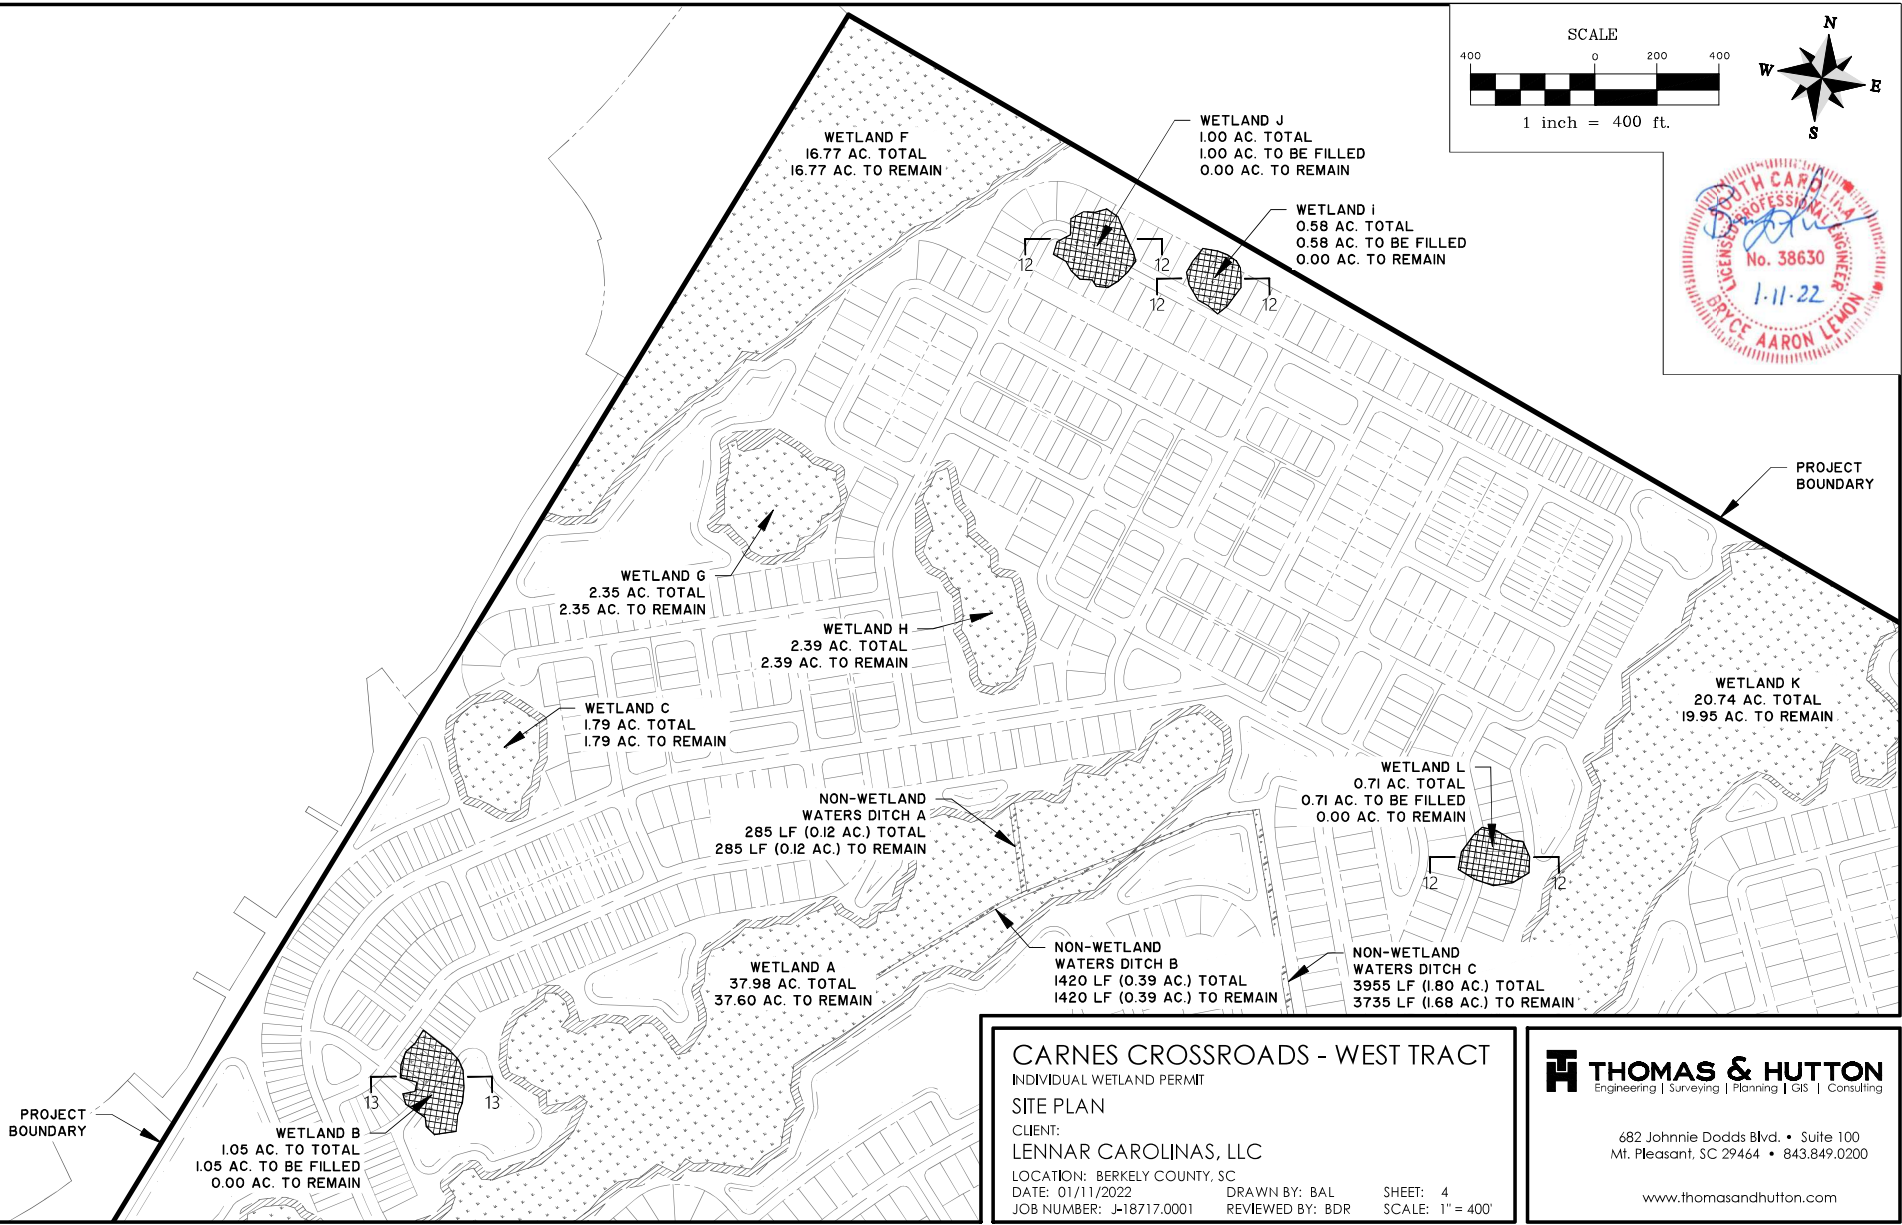 SCALE
400 0 200 400
1 inch = 400 ft.
N
W
E
S
SOUTH CAROLINA
LICENSED PROFESSIONAL ENGINEER
No. 38630
1-11-22
BRYCE AARON LEMON
WETLAND F
16.77 AC. TOTAL
16.77 AC. TO REMAIN
WETLAND J
1.00 AC. TOTAL
1.00 AC. TO BE FILLED
0.00 AC. TO REMAIN
12
12
WETLAND i
0.58 AC. TOTAL
0.58 AC. TO BE FILLED
0.00 AC. TO REMAIN
12
12
PROJECT
BOUNDARY
WETLAND G
2.35 AC. TOTAL
2.35 AC. TO REMAIN
WETLAND H
2.39 AC. TOTAL
2.39 AC. TO REMAIN
WETLAND K
20.74 AC. TOTAL
19.95 AC. TO REMAIN
WETLAND C
1.79 AC. TOTAL
1.79 AC. TO REMAIN
WETLAND L
0.71 AC. TOTAL
0.71 AC. TO BE FILLED
0.00 AC. TO REMAIN
12
12
NON-WETLAND
WATERS DITCH A
285 LF (0.12 AC.) TOTAL
285 LF (0.12 AC.) TO REMAIN
NON-WETLAND
WATERS DITCH B
1420 LF (0.39 AC.) TOTAL
1420 LF (0.39 AC.) TO REMAIN
NON-WETLAND
WATERS DITCH C
3955 LF (1.80 AC.) TOTAL
3735 LF (1.68 AC.) TO REMAIN
WETLAND A
37.98 AC. TOTAL
37.60 AC. TO REMAIN
13
13
PROJECT
BOUNDARY
WETLAND B
1.05 AC. TO TOTAL
1.05 AC. TO BE FILLED
0.00 AC. TO REMAIN
CARNES CROSSROADS - WEST TRACT
INDIVIDUAL WETLAND PERMIT
SITE PLAN
CLIENT:
LENNAR CAROLINAS, LLC
LOCATION: BERKELY COUNTY, SC
DATE: 01/11/2022 DRAWN BY: BAL SHEET: 4
JOB NUMBER: J-18717.0001 REVIEWED BY: BDR SCALE: 1" = 400'
TH THOMAS & HUTTON
Engineering | Surveying | Planning | GIS | Consulting
682 Johnnie Dodds Blvd. • Suite 100
Mt. Pleasant, SC 29464 • 843.849.0200
www.thomasandhutton.com